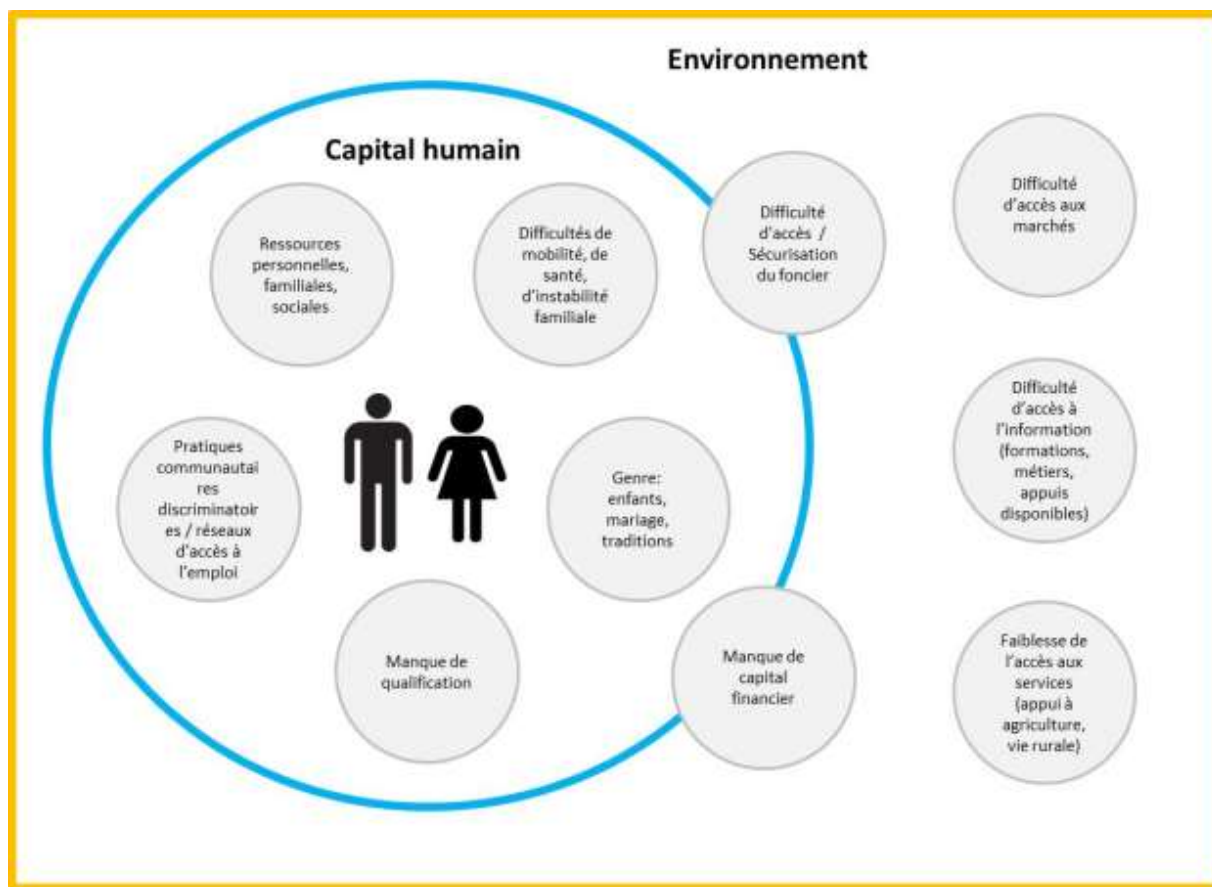 Environnement
Capital humain
Ressources
personnelles,
familiales,
sociales
Difficultés de
mobilité, de
santé,
d'instabilité
familiale
Difficulté
d'accès /
Sécurisation
du foncier
Difficulté
d'accès aux
marchés
Pratiques
communautai
res
discriminatoir
es / réseaux
d'accès à
l'emploi
Genre:
enfants,
mariage,
traditions
Difficulté
d'accès à
l'information
(formations,
métiers,
appuis
disponibles)
Manque de
qualification
Manque de
capital
financier
Faiblesse de
l'accès aux
services
(appui à
agriculture,
vie rurale)